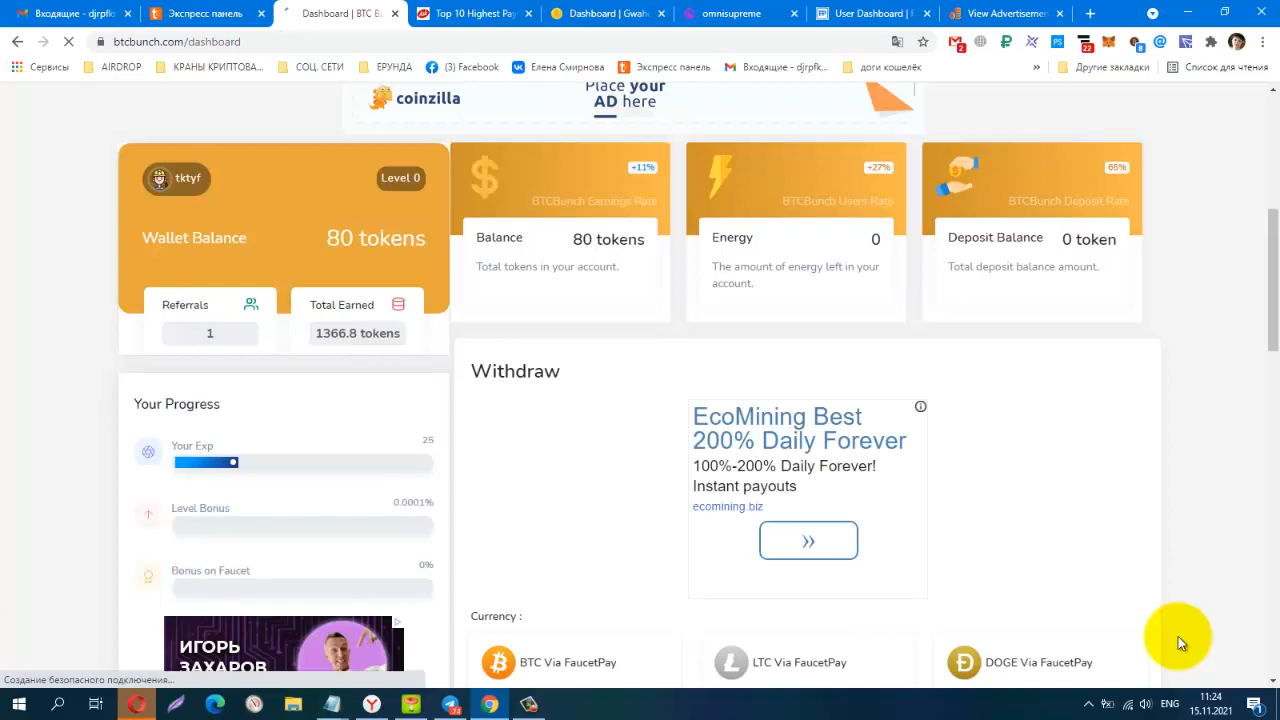 Входящие - djrpfkwm
Экспресс панель
Dashboard | BTC Bu
Top 10 Highest Pay
Dashboard | Gwah
omnisupreme
User Dashboard |
View Advertisemen
btcbunch.com/dashboard
2
22
8
Сервисы
AIRDROP
КРАНЫ КРИПТОВА...
СОЦ. СЕТИ
ЕРУНДА
(3) Facebook
Елена Смирнова
Экспресс панель
Входящие - djrpfk...
доги кошелёк
»
Другие закладки
Список для чтения
coinzilla
Place your
AD here
tktyf
Level 0
Wallet Balance
80 tokens
Referrals
1
Total Earned
1366.8 tokens
+11%
BTCBunch Earnings Rate
Balance
80 tokens
Total tokens in your account.
+27%
BTCBunch Users Rate
Energy
0
The amount of energy left in your
account.
65%
BTCBunch Deposit Rate
Deposit Balance
0 token
Total deposit balance amount.
Your Progress
Your Exp
25
Level Bonus
0.0001%
Bonus on Faucet
0%
ИГОРЬ
ЗАХАРОВ
Withdraw
EcoMining Best
200% Daily Forever
100%-200% Daily Forever!
Instant payouts
ecomining.biz
»
Currency :
BTC Via FaucetPay
LTC Via FaucetPay
DOGE Via FaucetPay
Создание безопасного подключения...
74
ENG
11:24
15.11.2021
1